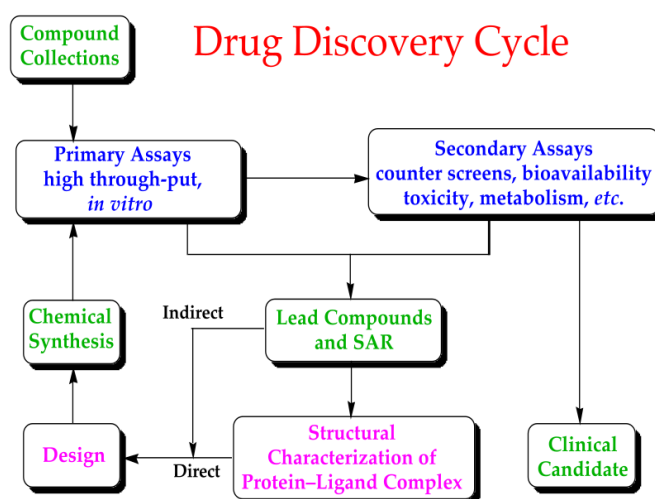 Drug Discovery Cycle
Compound
Collections
Primary Assays
high through-put,
in vitro
Secondary Assays
counter screens, bioavailability
toxicity, metabolism, etc.
Chemical
Synthesis
Indirect
Lead Compounds
and SAR
Design
Direct
Structural
Characterization of
Protein–Ligand Complex
Clinical
Candidate